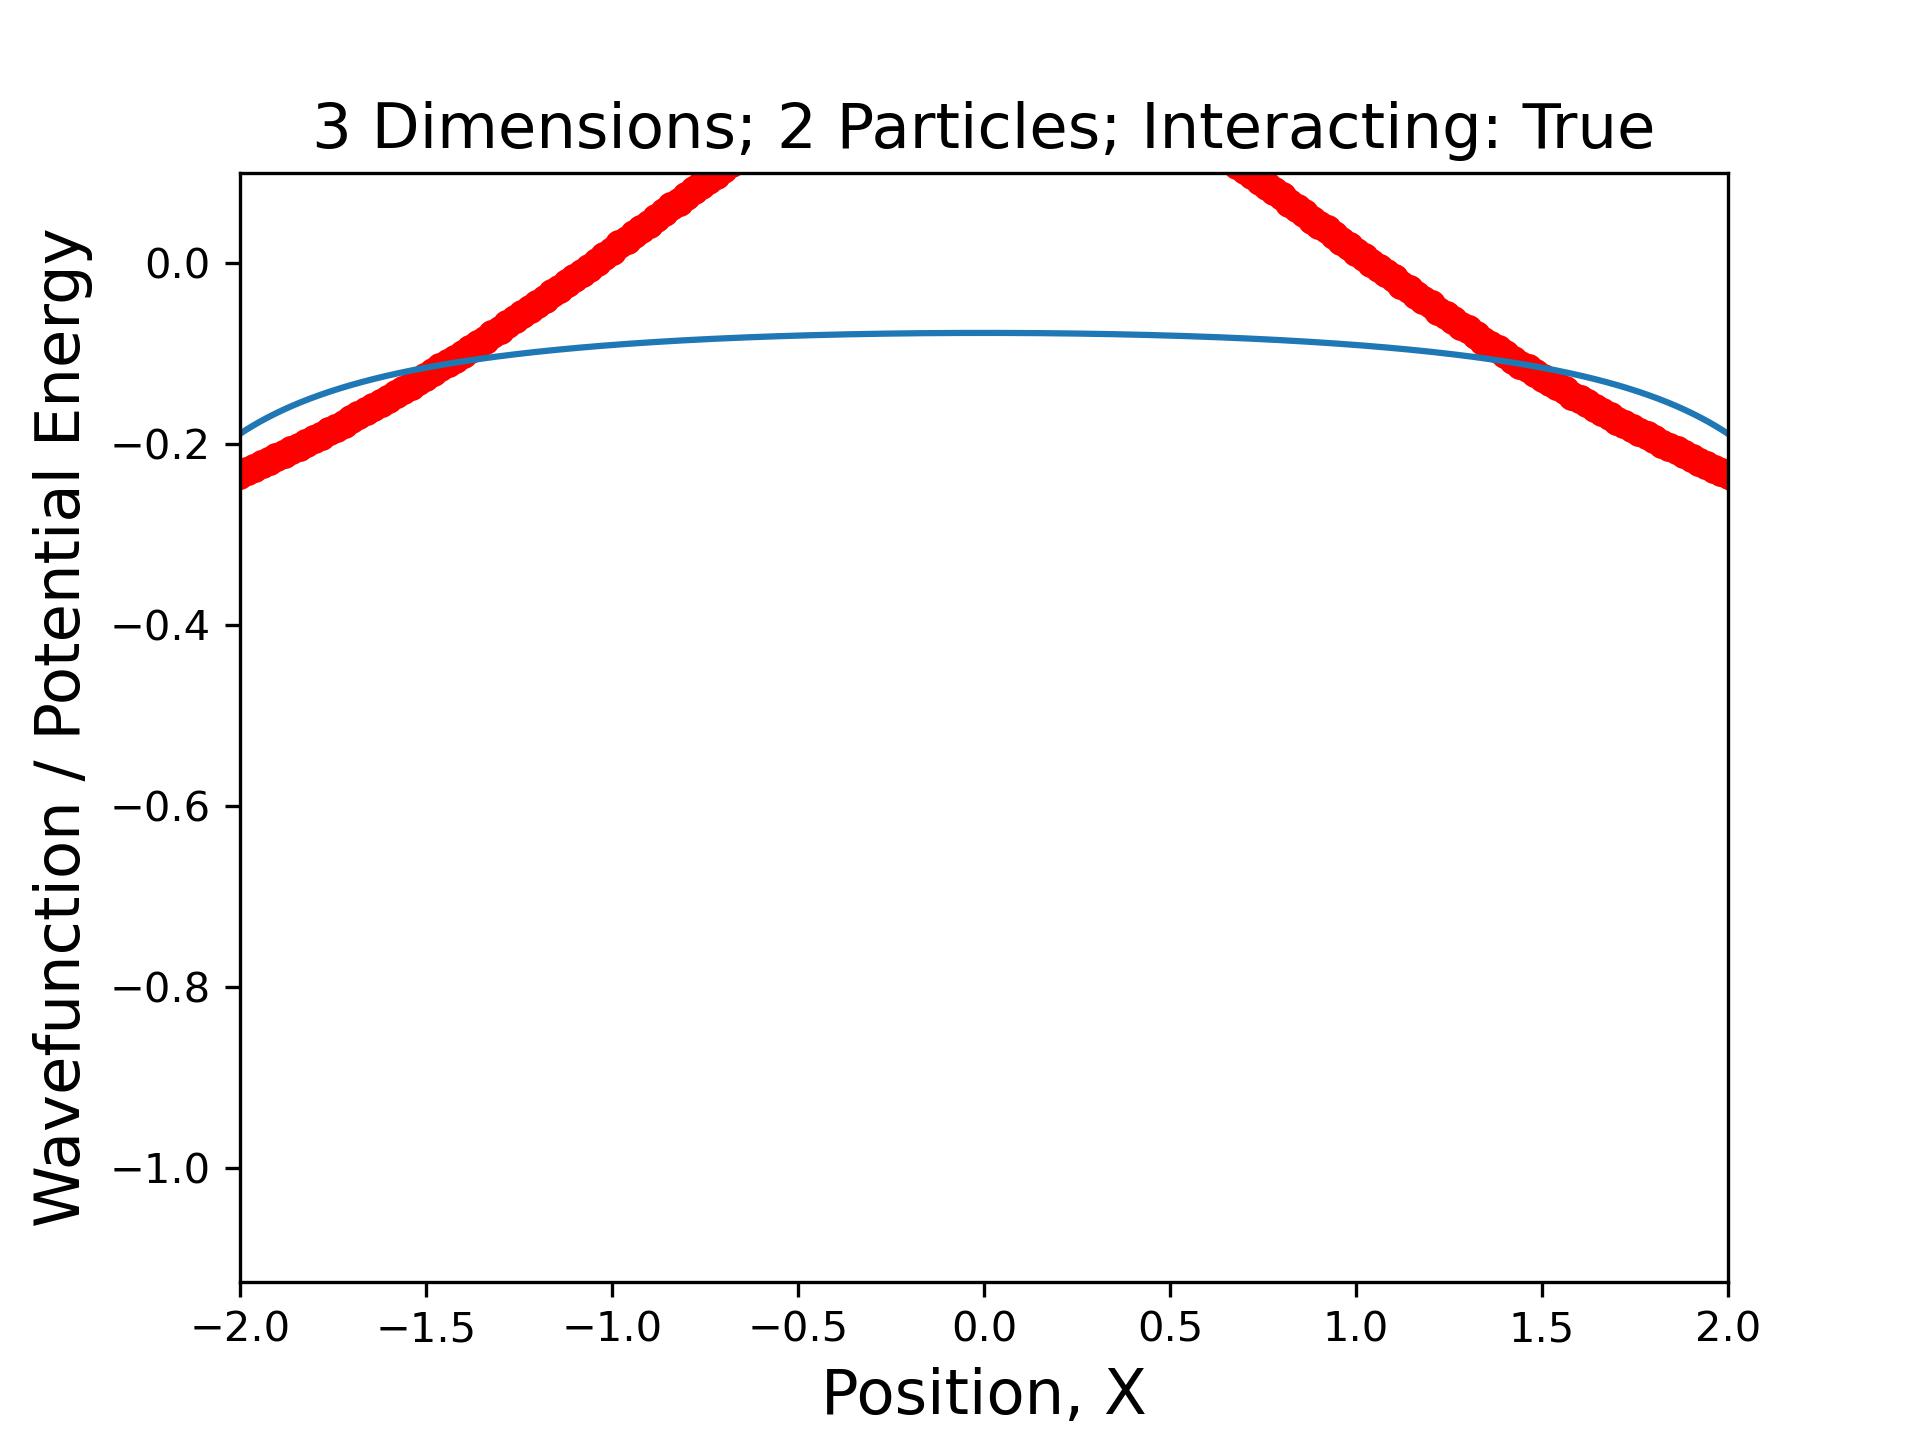 3 Dimensions; 2 Particles; Interacting: True
Wavefunction / Potential Energy
0.0
−0.2
−0.4
−0.6
−0.8
−1.0
−2.0 −1.5 −1.0 −0.5 0.0 0.5 1.0 1.5 2.0
Position, X